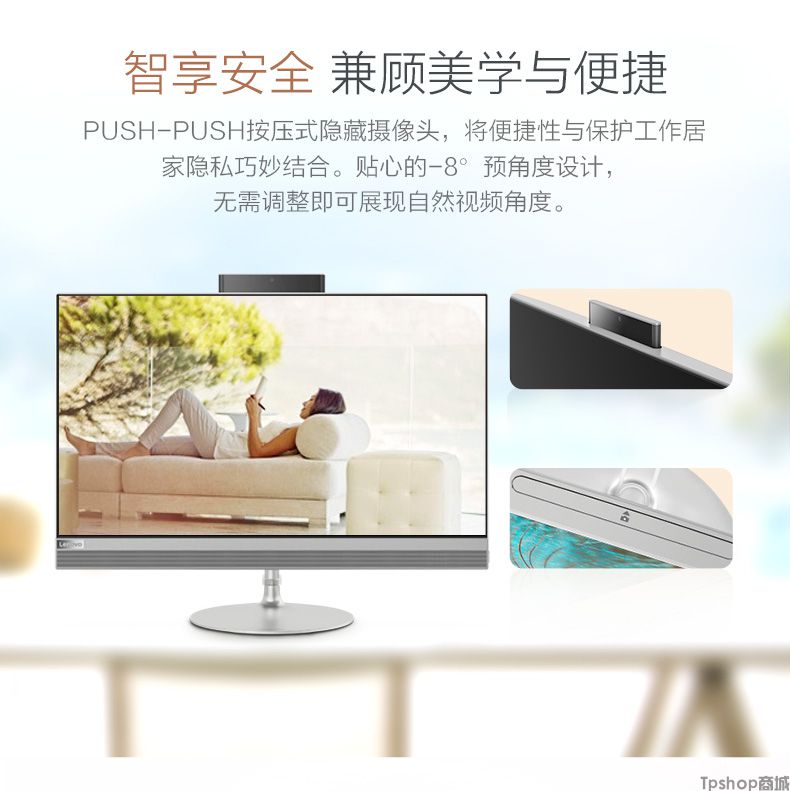 智享安全 兼顾美学与便捷
PUSH-PUSH按压式隐藏摄像头，将便捷性与保护工作居
家隐私巧妙结合。贴心的-8°预角度设计，
无需调整即可展现自然视频角度。
Lenovo
Tpshop商城